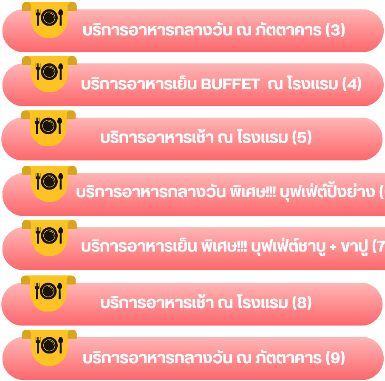 บริการอาหารกลางวัน ณ ภัตตาคาร (3)
บริการอาหารเย็น BUFFET ณ โรงแรม (4)
บริการอาหารเช้า ณ โรงแรม (5)
บริการอาหารกลางวัน พิเศษ!!! บุฟเฟ่ต์ปิ้งย่าง (
บริการอาหารเย็น พิเศษ!!! บุฟเฟ่ต์ชาบู + ขาปู (7
บริการอาหารเช้า ณ โรงแรม (8)
บริการอาหารกลางวัน ณ ภัตตาคาร (9)